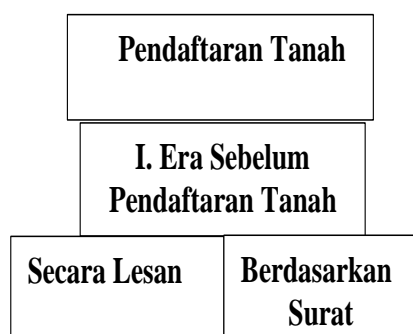 Pendaftaran Tanah
I. Era Sebelum
Pendaftaran Tanah
Secara Lesan
Berdasarkan
Surat